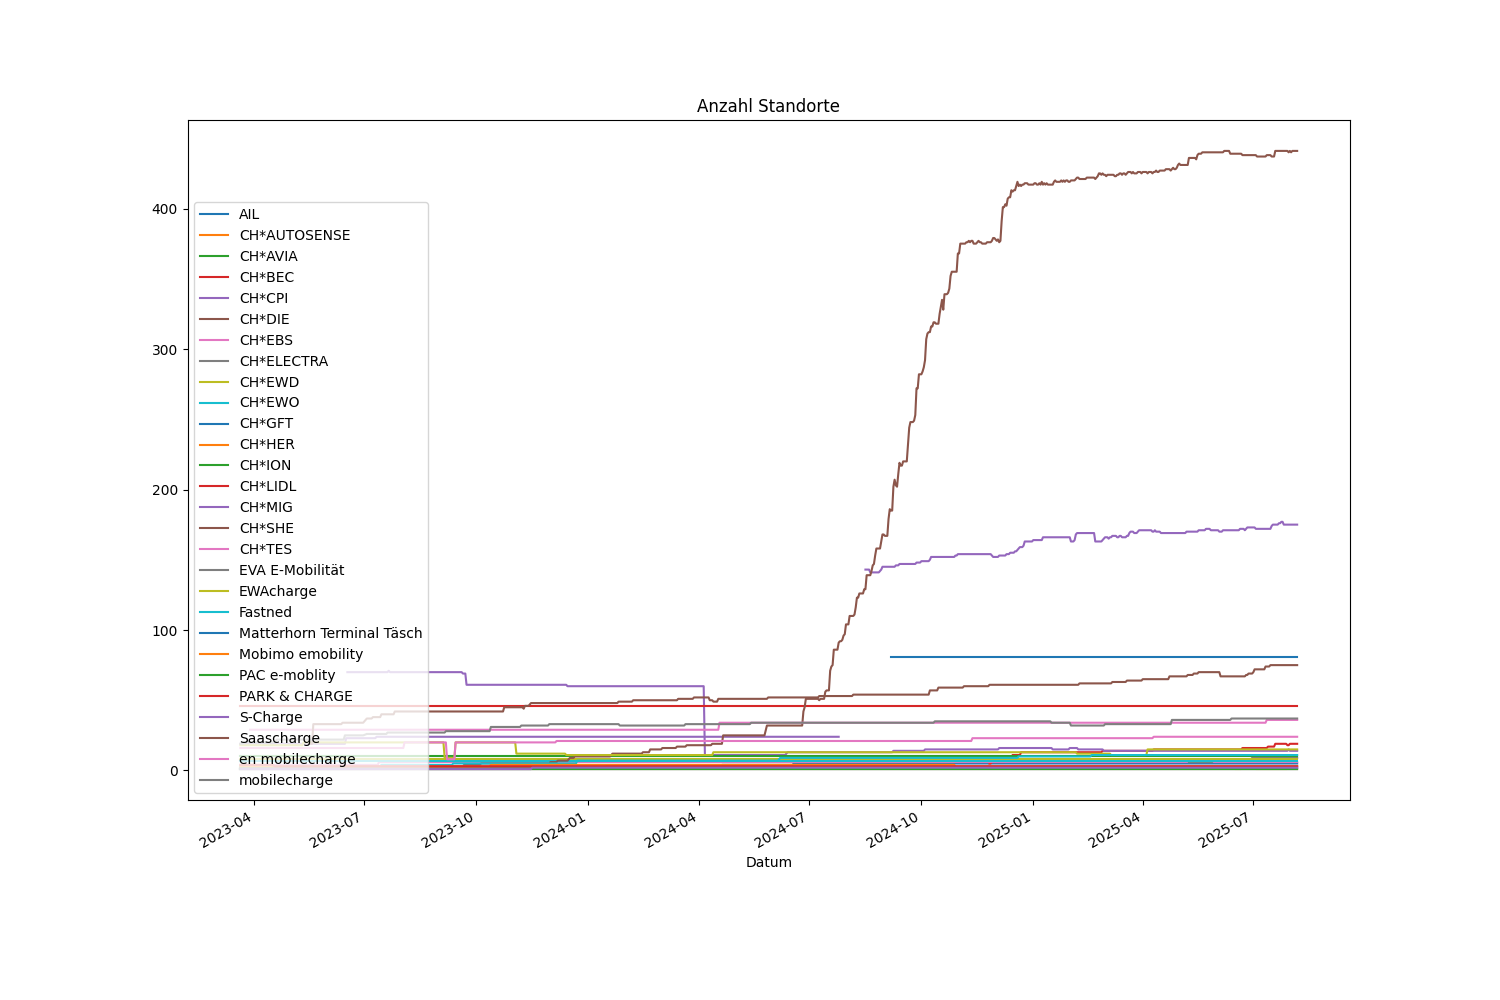 Anzahl Standorte
400
300
200
100
0
AIL
CH*AUTOSENSE
CH*AVIA
CH*BEC
CH*CPI
CH*DIE
CH*EBS
CH*ELECTRA
CH*EWD
CH*EWO
CH*GFT
CH*HER
CH*ION
CH*LIDL
CH*MIG
CH*SHE
CH*TES
EVA E-Mobilität
EWAcharge
Fastned
Matterhorn Terminal Täsch
Mobimo emobility
PAC e-moblity
PARK & CHARGE
S-Charge
Saascharge
en mobilecharge
mobilecharge
2023-04
2023-07
2023-10
2024-01
2024-04
2024-07
2024-10
2025-01
2025-04
2025-07
Datum